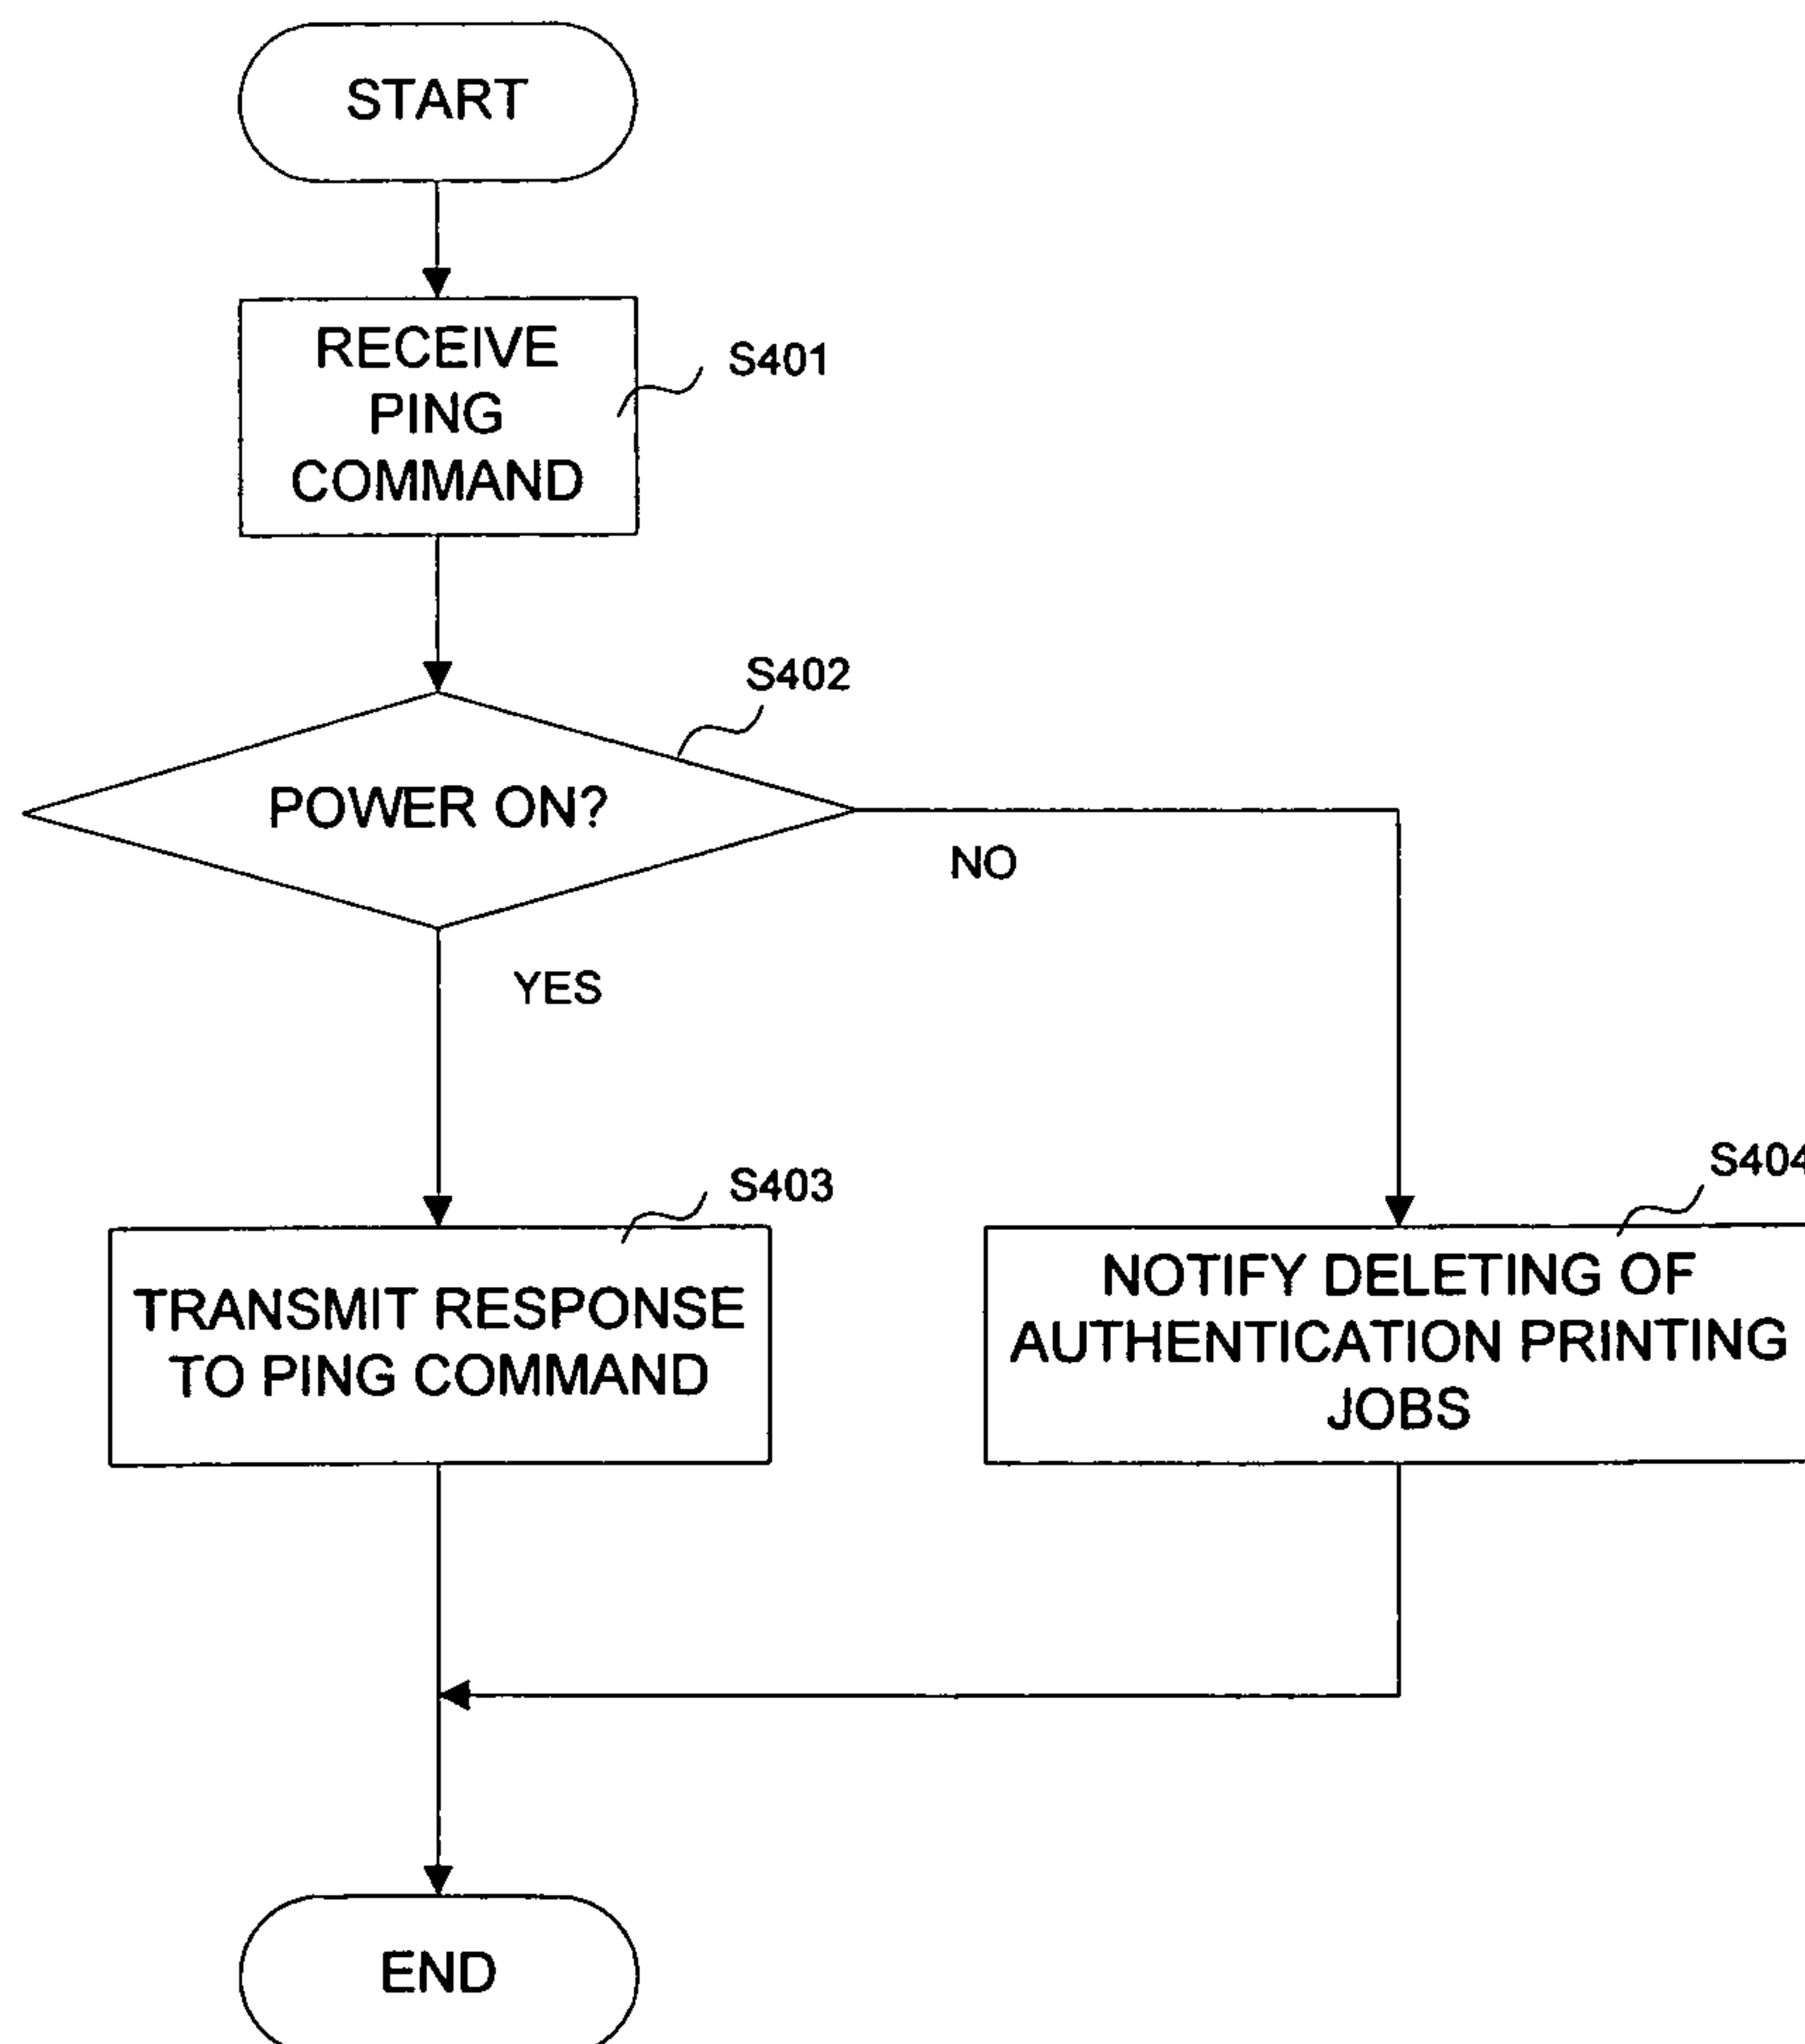 START
RECEIVE
PING
COMMAND
S401
S402
POWER ON?
NO
YES
S403
TRANSMIT RESPONSE
TO PING COMMAND
S404
NOTIFY DELETING OF
AUTHENTICATION PRINTING
JOBS
END